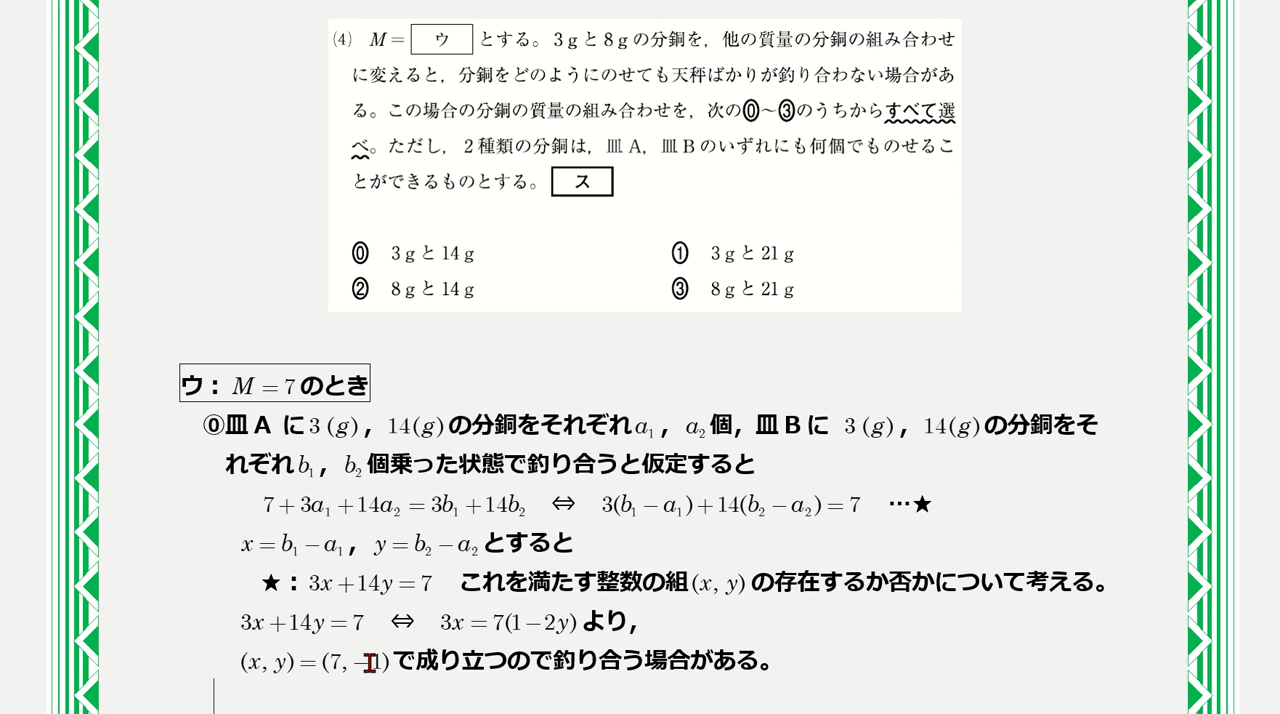 (4) M= ウ とする。3gと8gの分銅を，他の質量の分銅の組み合わせ
に変えると，分銅をどのようにのせても天秤ばかりが釣り合わない場合があ
る。この場合の分銅の質量の組み合わせを，次の⓪～③のうちからすべて選
べ。ただし，2種類の分銅は，皿A，皿Bのいずれにも何個でものせるこ
とができるものとする。 ス
⓪ 3gと14g ① 3gと21g
② 8gと14g ③ 8gと21g
ウ：M=7のとき
⓪皿A に3(g)，14(g)の分銅をそれぞれa₁，a₂個，皿Bに 3(g)，14(g)の分銅をそ
れぞれb₁，b₂個乗った状態で釣り合うと仮定すると
7+3a₁+14a₂=3b₁+14b₂ ⇔ 3(b₁−a₁)+14(b₂−a₂)=7 …★
x=b₁−a₁，y=b₂−a₂とすると
★：3x+14y=7 これを満たす整数の組(x, y)の存在するか否かについて考える。
3x+14y=7 ⇔ 3x=7(1−2y)より，
(x, y)=(7, −1)で成り立つので釣り合う場合がある。